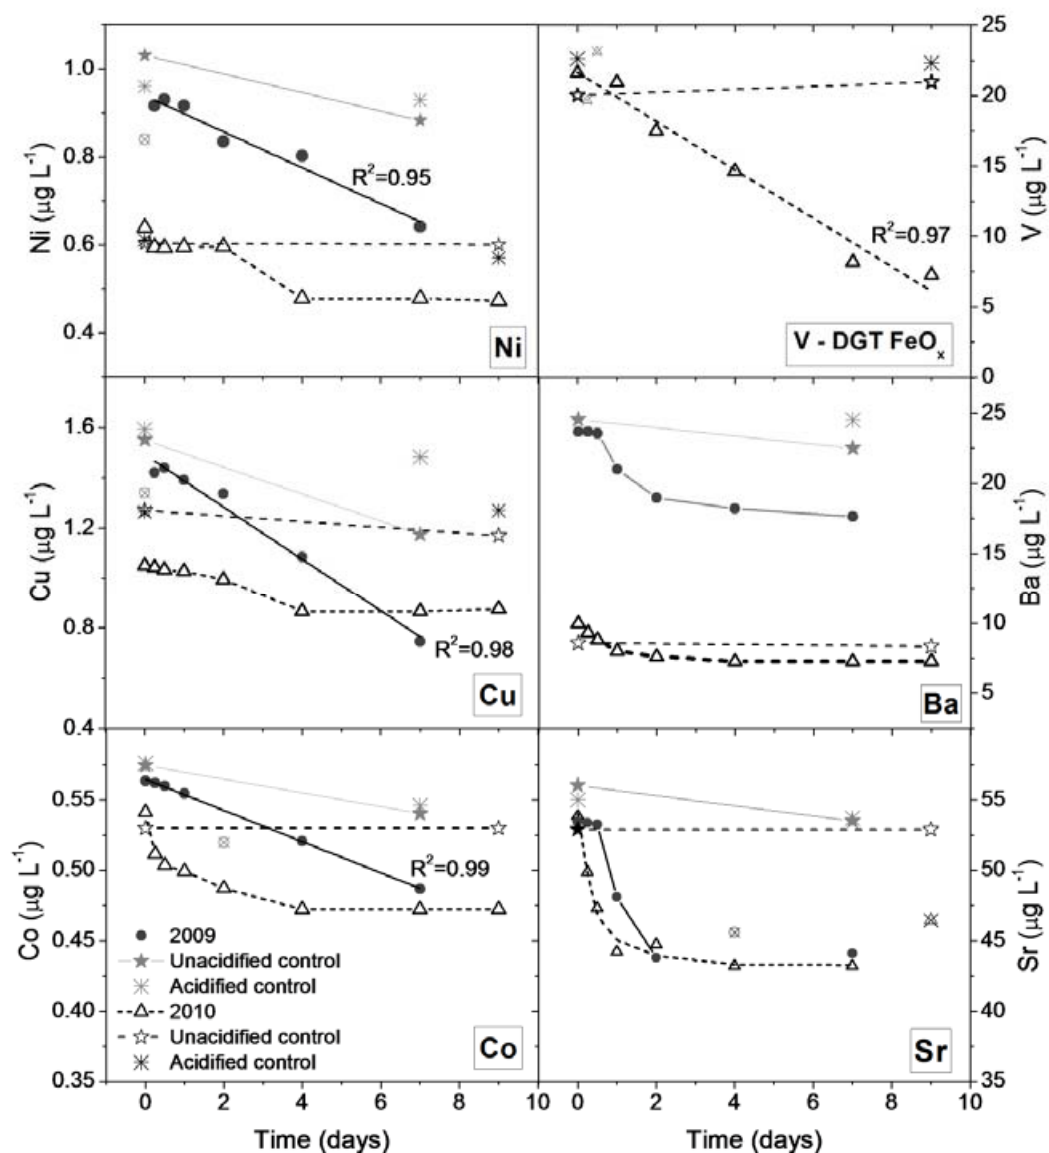 Ni (µg L⁻¹)
1.0
0.8
0.6
0.4
R²=0.95
Ni
25
20
15
10
5
0
V (µg L⁻¹)
R²=0.97
V - DGT FeOₓ
Cu (µg L⁻¹)
1.6
1.2
0.8
0.4
R²=0.98
Cu
25
20
15
10
5
Ba (µg L⁻¹)
Ba
Co (µg L⁻¹)
0.55
0.50
0.45
0.40
0.35
R²=0.99
2009
Unacidified control
Acidified control
2010
Unacidified control
Acidified control
Co
55
50
45
40
35
Sr (µg L⁻¹)
Sr
0 2 4 6 8
0 2 4 6 8 10
Time (days)
Time (days)